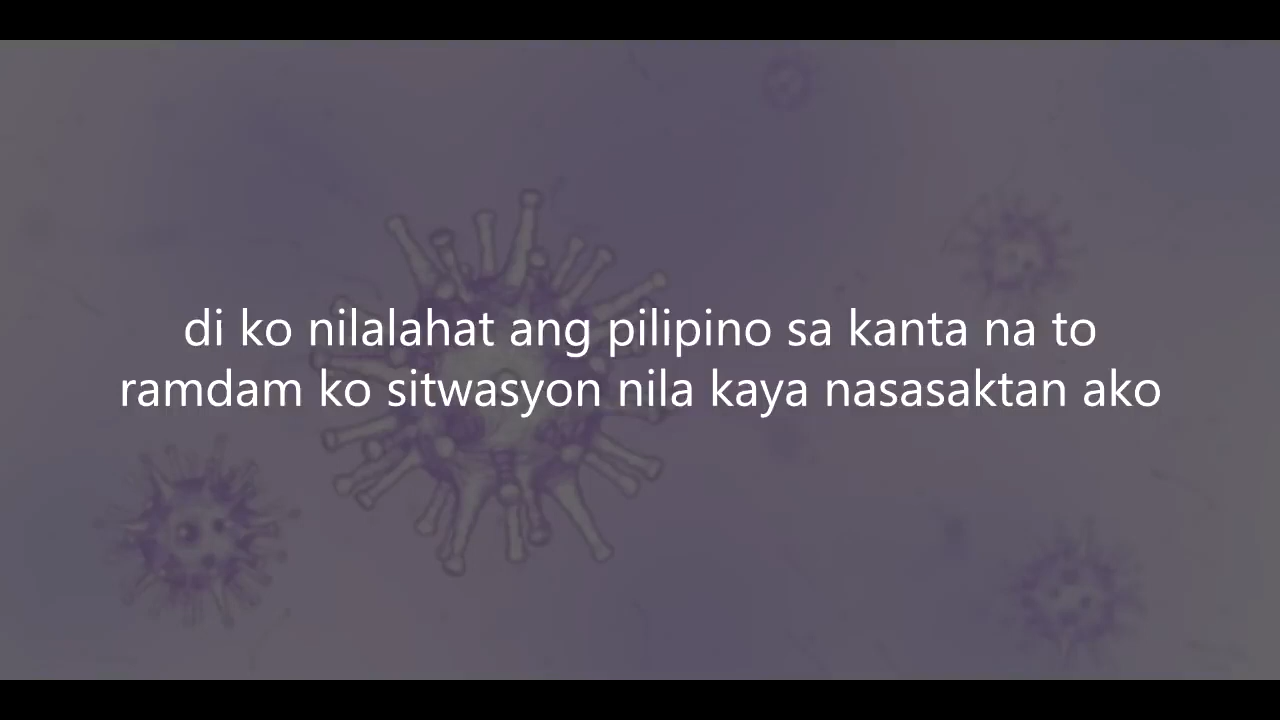 di ko nilalahat ang pilipino sa kanta na to
ramdam ko sitwasyon nila kaya nasasaktan ako